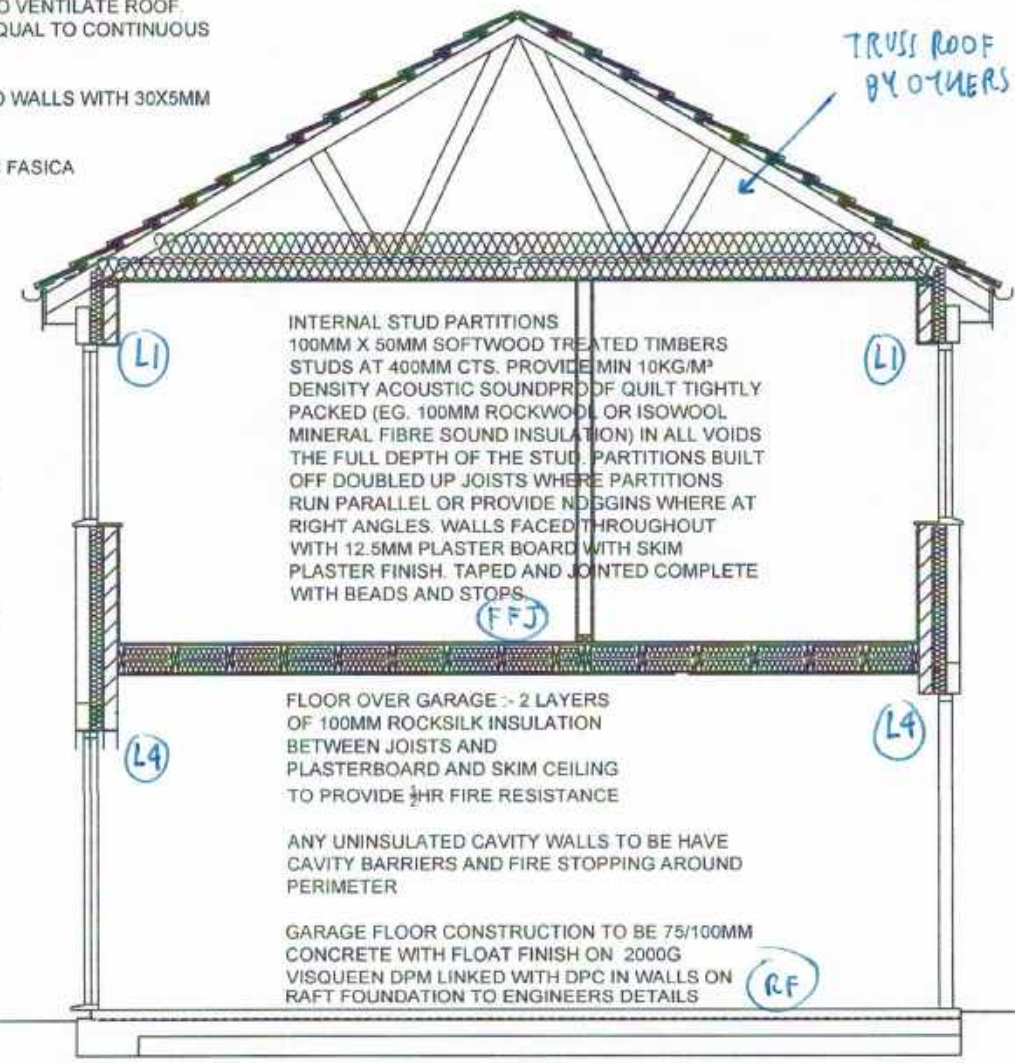 O VENTILATE ROOF.
QUAL TO CONTINUOUS
O WALLS WITH 30X5MM
FASICA
TRUSS ROOF
BY OTHERS
L1
L1
INTERNAL STUD PARTITIONS
100MM X 50MM SOFTWOOD TREATED TIMBERS
STUDS AT 400MM CTS. PROVIDE MIN 10KG/M³
DENSITY ACOUSTIC SOUNDPROOF QUILT TIGHTLY
PACKED (EG. 100MM ROCKWOOL OR ISOWOOL
MINERAL FIBRE SOUND INSULATION) IN ALL VOIDS
THE FULL DEPTH OF THE STUD. PARTITIONS BUILT
OFF DOUBLED UP JOISTS WHERE PARTITIONS
RUN PARALLEL OR PROVIDE NOGGINS WHERE AT
RIGHT ANGLES. WALLS FACED THROUGHOUT
WITH 12.5MM PLASTER BOARD WITH SKIM
PLASTER FINISH. TAPED AND JOINTED COMPLETE
WITH BEADS AND STOPS.
FFJ
FLOOR OVER GARAGE :- 2 LAYERS
OF 100MM ROCKSILK INSULATION
BETWEEN JOISTS AND
PLASTERBOARD AND SKIM CEILING
TO PROVIDE ½HR FIRE RESISTANCE
L4
L4
ANY UNINSULATED CAVITY WALLS TO BE HAVE
CAVITY BARRIERS AND FIRE STOPPING AROUND
PERIMETER
GARAGE FLOOR CONSTRUCTION TO BE 75/100MM
CONCRETE WITH FLOAT FINISH ON 2000G
VISQUEEN DPM LINKED WITH DPC IN WALLS ON
RAFT FOUNDATION TO ENGINEERS DETAILS
RF